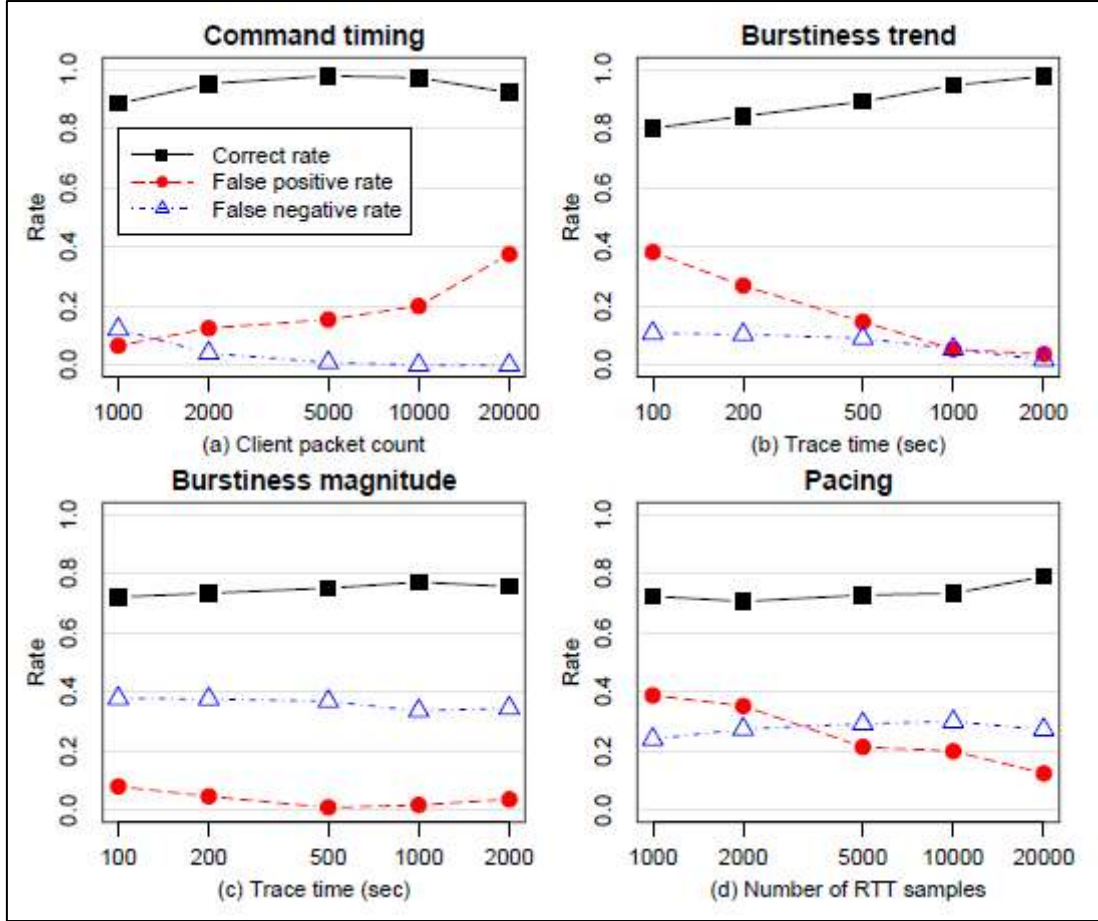 Command timing
Rate
1.0
0.8
0.6
0.4
0.2
0.0
Correct rate
False positive rate
False negative rate
1000 2000 5000 10000 20000
(a) Client packet count
Burstiness trend
Rate
1.0
0.8
0.6
0.4
0.2
0.0
100 200 500 1000 2000
(b) Trace time (sec)
Burstiness magnitude
Rate
1.0
0.8
0.6
0.4
0.2
0.0
100 200 500 1000 2000
(c) Trace time (sec)
Pacing
Rate
1.0
0.8
0.6
0.4
0.2
0.0
1000 2000 5000 10000 20000
(d) Number of RTT samples